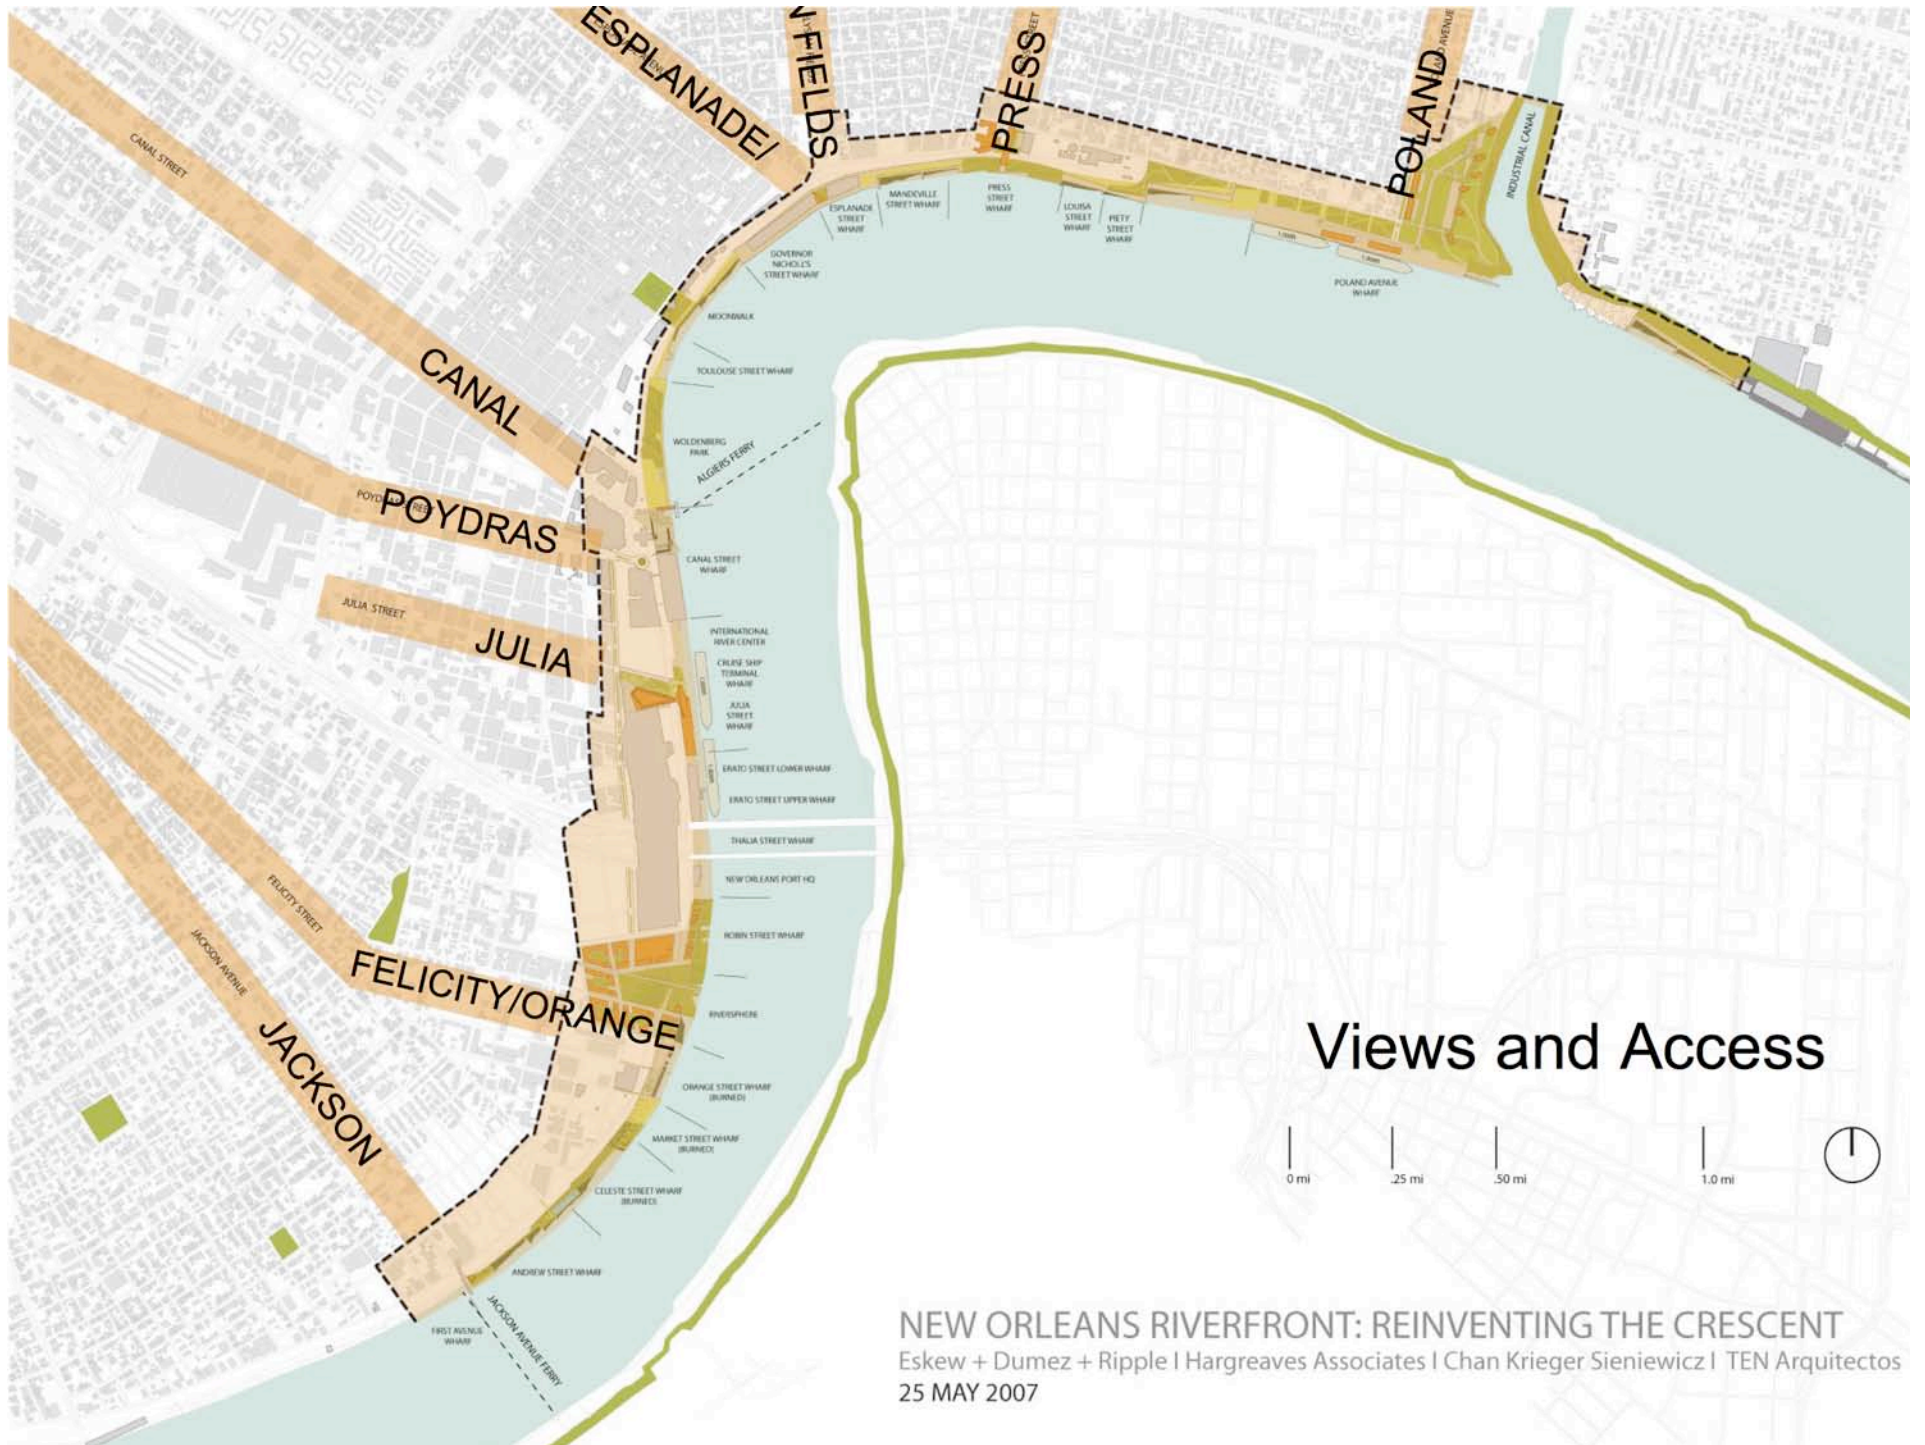 ESPLANADE/
N FIELDS
PRESS
POLAND
CANAL STREET
INDUSTRIAL CANAL
ESPLANADE
STREET
WHARF
MANDEVILLE
STREET WHARF
PRESS
STREET
WHARF
LOUISA
STREET
WHARF
PIETY
STREET
WHARF
GOVERNOR
NICHOLL'S
STREET WHARF
POLAND AVENUE
WHARF
MOONWALK
TOULOUSE STREET WHARF
CANAL
WOLDENBERG
PARK
ALGIERS FERRY
POYDRAS
CANAL STREET
WHARF
JULIA STREET
JULIA
INTERNATIONAL
RIVER CENTER
CRUISE SHIP
TERMINAL
WHARF
JULIA
STREET
WHARF
ERATO STREET LOWER WHARF
ERATO STREET UPPER WHARF
THALIA STREET WHARF
NEW ORLEANS PORT HQ
FELICITY STREET
JACKSON AVENUE
ROBIN STREET WHARF
FELICITY/ORANGE
RIVERSPHERE
JACKSON
ORANGE STREET WHARF
(BURNED)
MARKET STREET WHARF
(BURNED)
CELESTE STREET WHARF
(BURNED)
ANDREW STREET WHARF
JACKSON AVENUE FERRY
FIRST AVENUE
WHARF
Views and Access
0 mi .25 mi .50 mi 1.0 mi
NEW ORLEANS RIVERFRONT: REINVENTING THE CRESCENT
Eskew + Dumez + Ripple I Hargreaves Associates I Chan Krieger Sieniewicz I TEN Arquitectos
25 MAY 2007